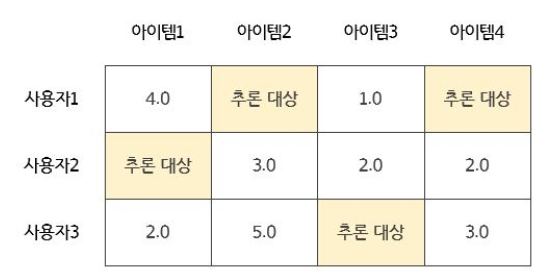 아이템1 아이템2 아이템3 아이템4
사용자1 4.0 추론 대상 1.0 추론 대상
사용자2 추론 대상 3.0 2.0 2.0
사용자3 2.0 5.0 추론 대상 3.0